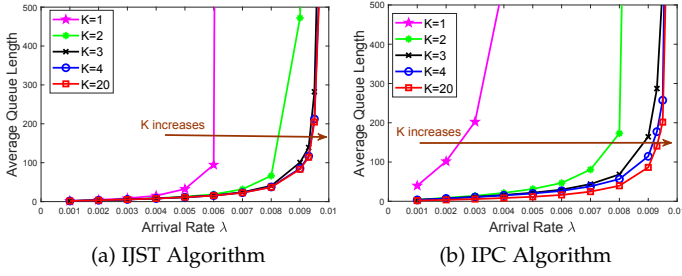 500
400
300
200
100
0
Average Queue Length
K=1
K=2
K=3
K=4
K=20
K increases
0 0.001 0.002 0.003 0.004 0.005 0.006 0.007 0.008 0.009 0.01
Arrival Rate λ
(a) IJST Algorithm
500
400
300
200
100
0
Average Queue Length
K=1
K=2
K=3
K=4
K=20
K increases
0 0.001 0.002 0.003 0.004 0.005 0.006 0.007 0.008 0.009 0.01
Arrival Rate λ
(b) IPC Algorithm